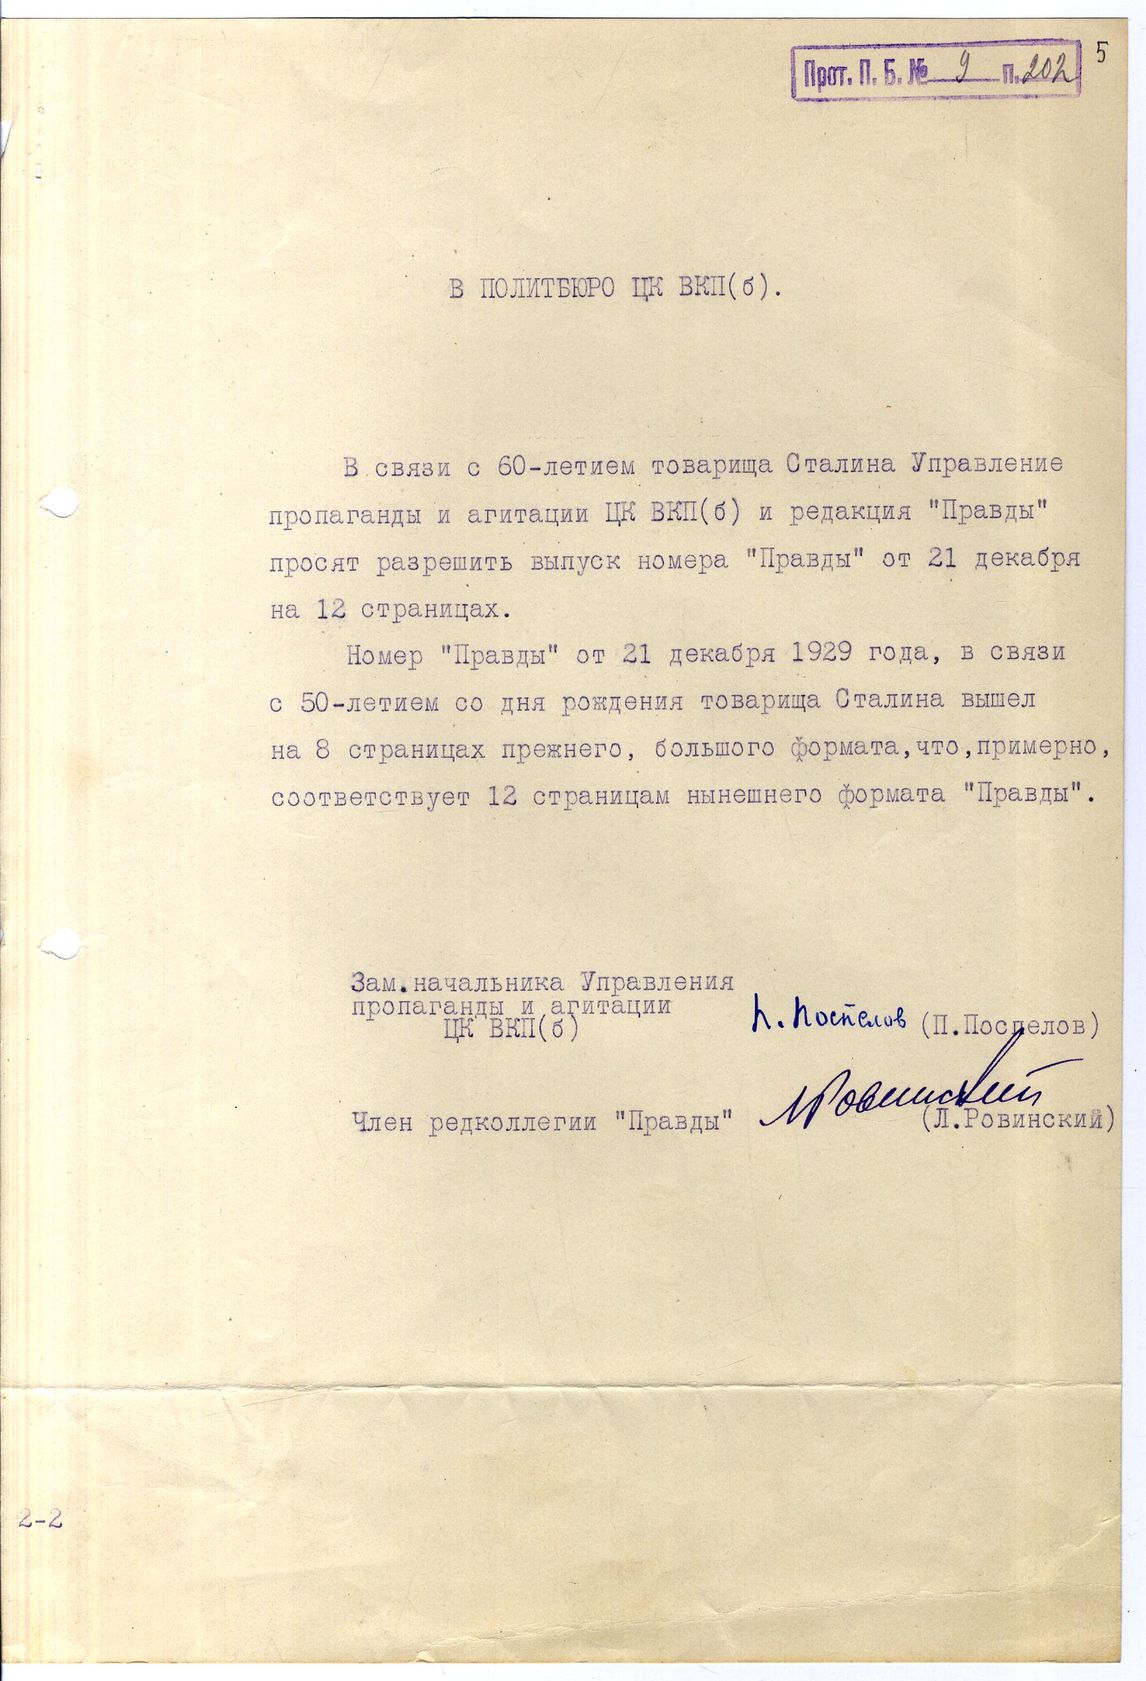 5
Прот. П. Б. № 9 п. 202
В ПОЛИТБЮРО ЦК ВКП(б).
В связи с 60-летием товарища Сталина Управление
пропаганды и агитации ЦК ВКП(б) и редакция "Правды"
просят разрешить выпуск номера "Правды" от 21 декабря
на 12 страницах.
Номер "Правды" от 21 декабря 1929 года, в связи
с 50-летием со дня рождения товарища Сталина вышел
на 8 страницах прежнего, большого формата,что,примерно,
соответствует 12 страницам нынешнего формата "Правды".
Зам.начальника Управления
пропаганды и агитации
ЦК ВКП(б)
П. Поспелов (П.Поспелов)
Л Ровинский
Член редколлегии "Правды" (Л.Ровинский)
2-2